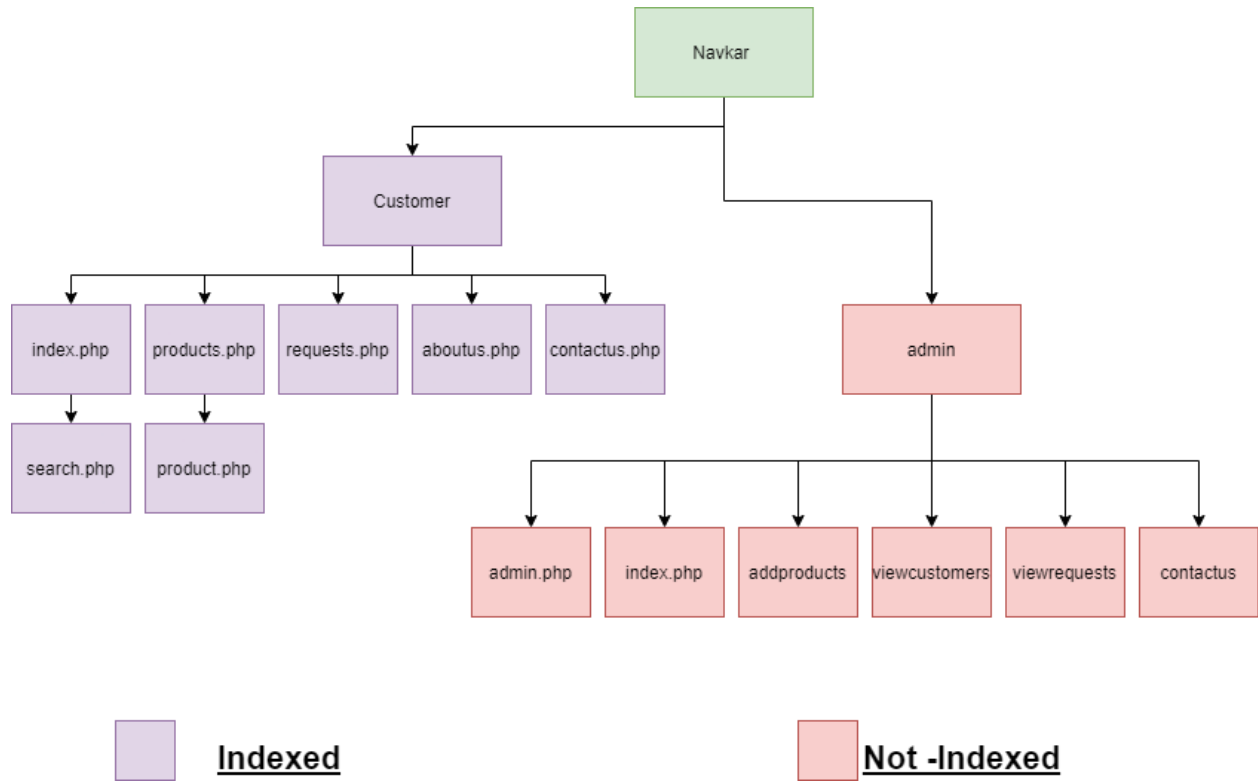 Navkar
Customer
index.php
products.php
requests.php
aboutus.php
contactus.php
admin
search.php
product.php
admin.php
index.php
addproducts
viewcustomers
viewrequests
contactus
Indexed
Not -Indexed